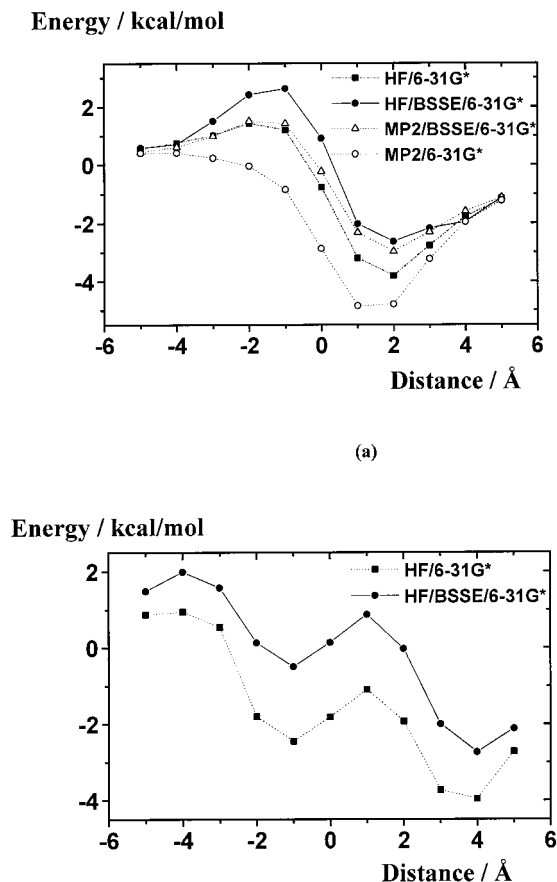 Energy / kcal/mol
HF/6-31G*
HF/BSSE/6-31G*
MP2/BSSE/6-31G*
MP2/6-31G*
2
0
-2
-4
-6 -4 -2 0 2 4 6
Distance / Å
(a)
Energy / kcal/mol
HF/6-31G*
HF/BSSE/6-31G*
2
0
-2
-4
-6 -4 -2 0 2 4 6
Distance / Å